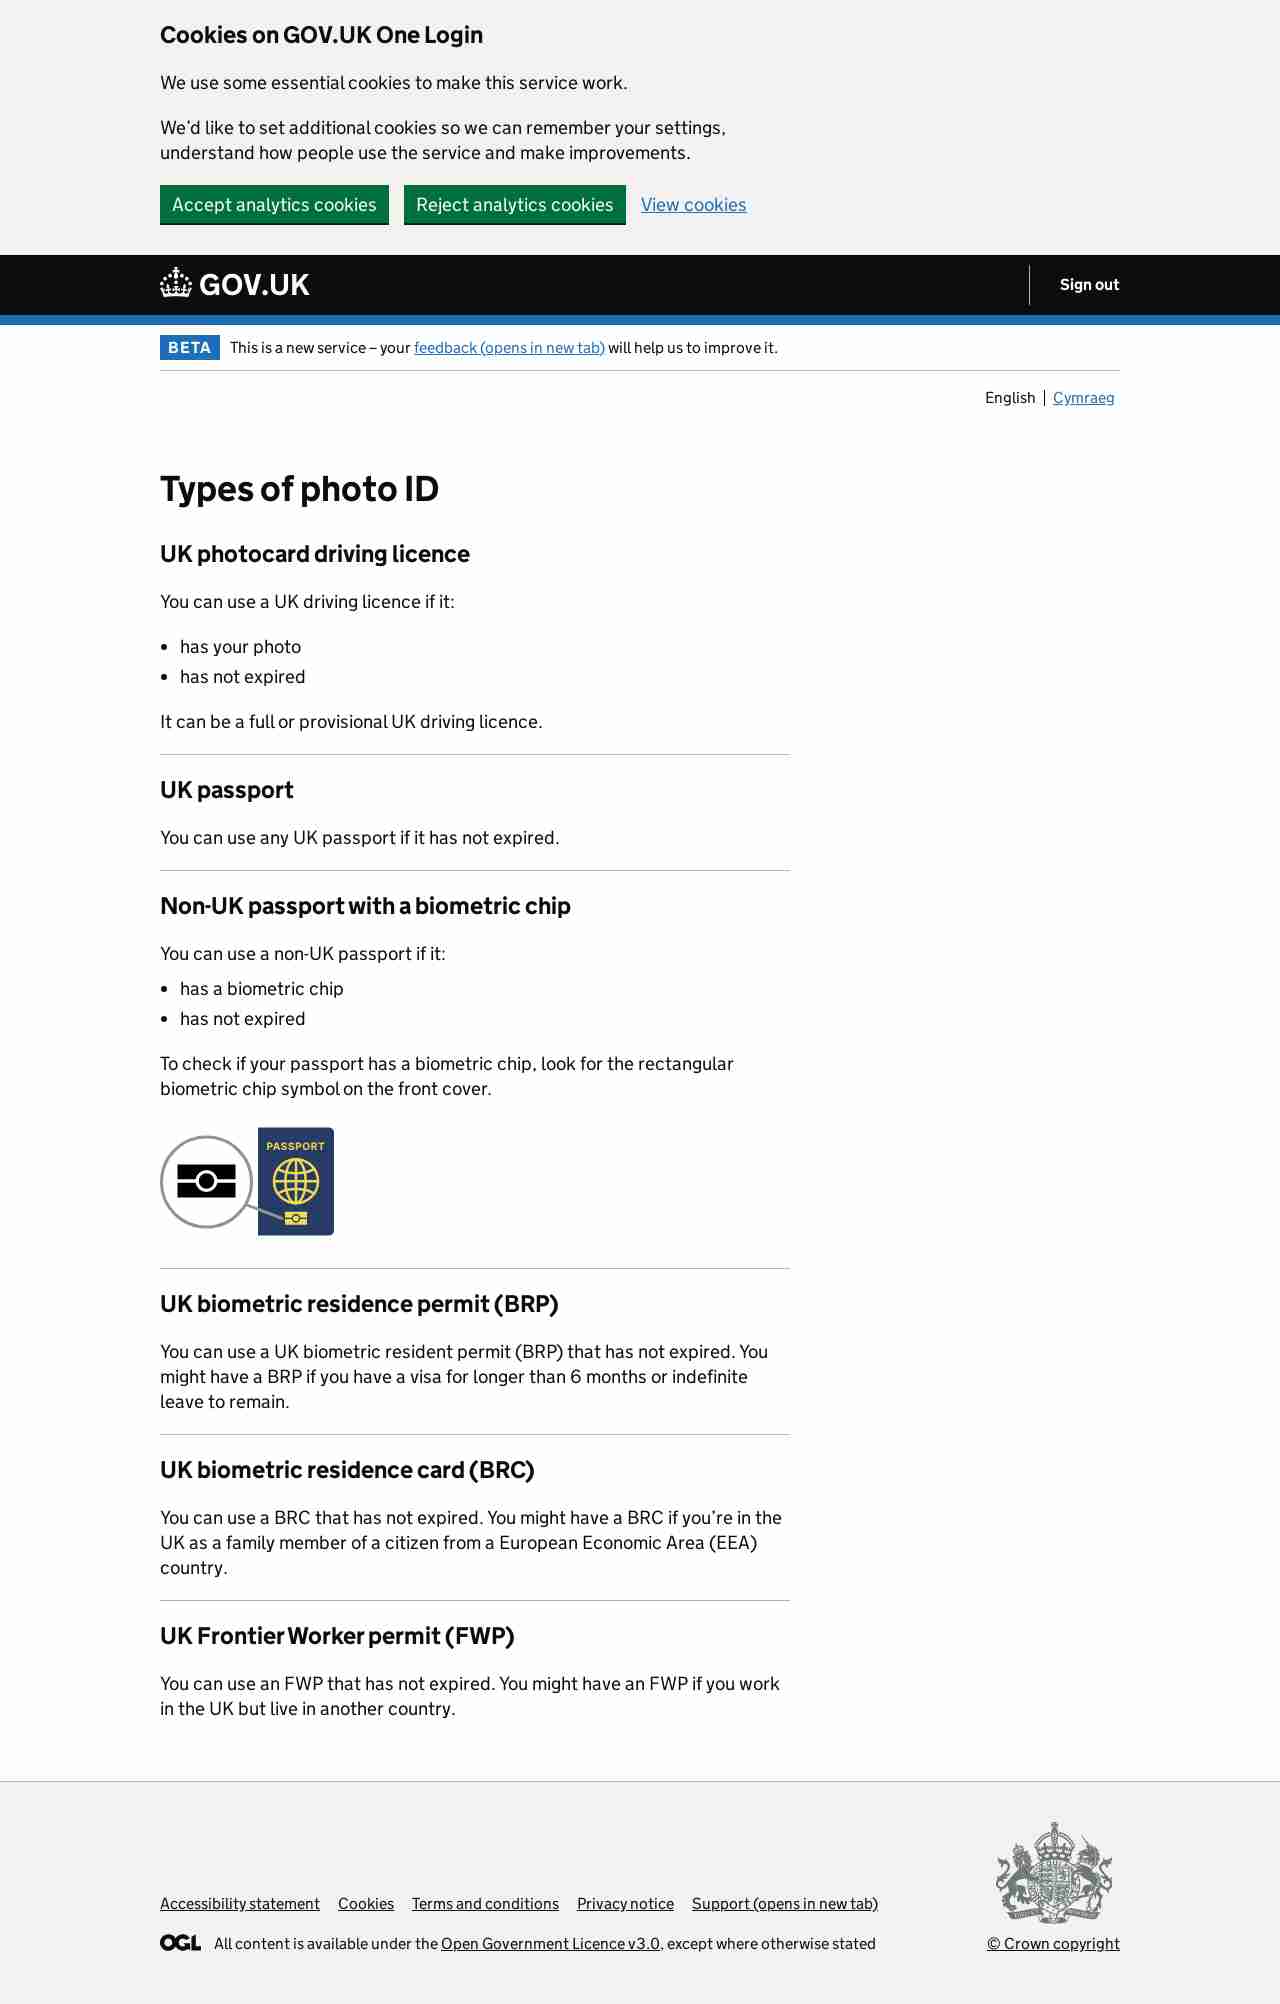 Cookies on GOV.UK One Login
We use some essential cookies to make this service work.
We’d like to set additional cookies so we can remember your settings,
understand how people use the service and make improvements.
Accept analytics cookies Reject analytics cookies View cookies
GOV.UK Sign out
BETA This is a new service – your feedback (opens in new tab) will help us to improve it.
English Cymraeg
Types of photo ID
UK photocard driving licence
You can use a UK driving licence if it:
• has your photo
• has not expired
It can be a full or provisional UK driving licence.
UK passport
You can use any UK passport if it has not expired.
Non-UK passport with a biometric chip
You can use a non-UK passport if it:
• has a biometric chip
• has not expired
To check if your passport has a biometric chip, look for the rectangular
biometric chip symbol on the front cover.
PASSPORT
UK biometric residence permit (BRP)
You can use a UK biometric resident permit (BRP) that has not expired. You
might have a BRP if you have a visa for longer than 6 months or indefinite
leave to remain.
UK biometric residence card (BRC)
You can use a BRC that has not expired. You might have a BRC if you’re in the
UK as a family member of a citizen from a European Economic Area (EEA)
country.
UK Frontier Worker permit (FWP)
You can use an FWP that has not expired. You might have an FWP if you work
in the UK but live in another country.
Accessibility statement Cookies Terms and conditions Privacy notice Support (opens in new tab)
OGL All content is available under the Open Government Licence v3.0, except where otherwise stated
© Crown copyright